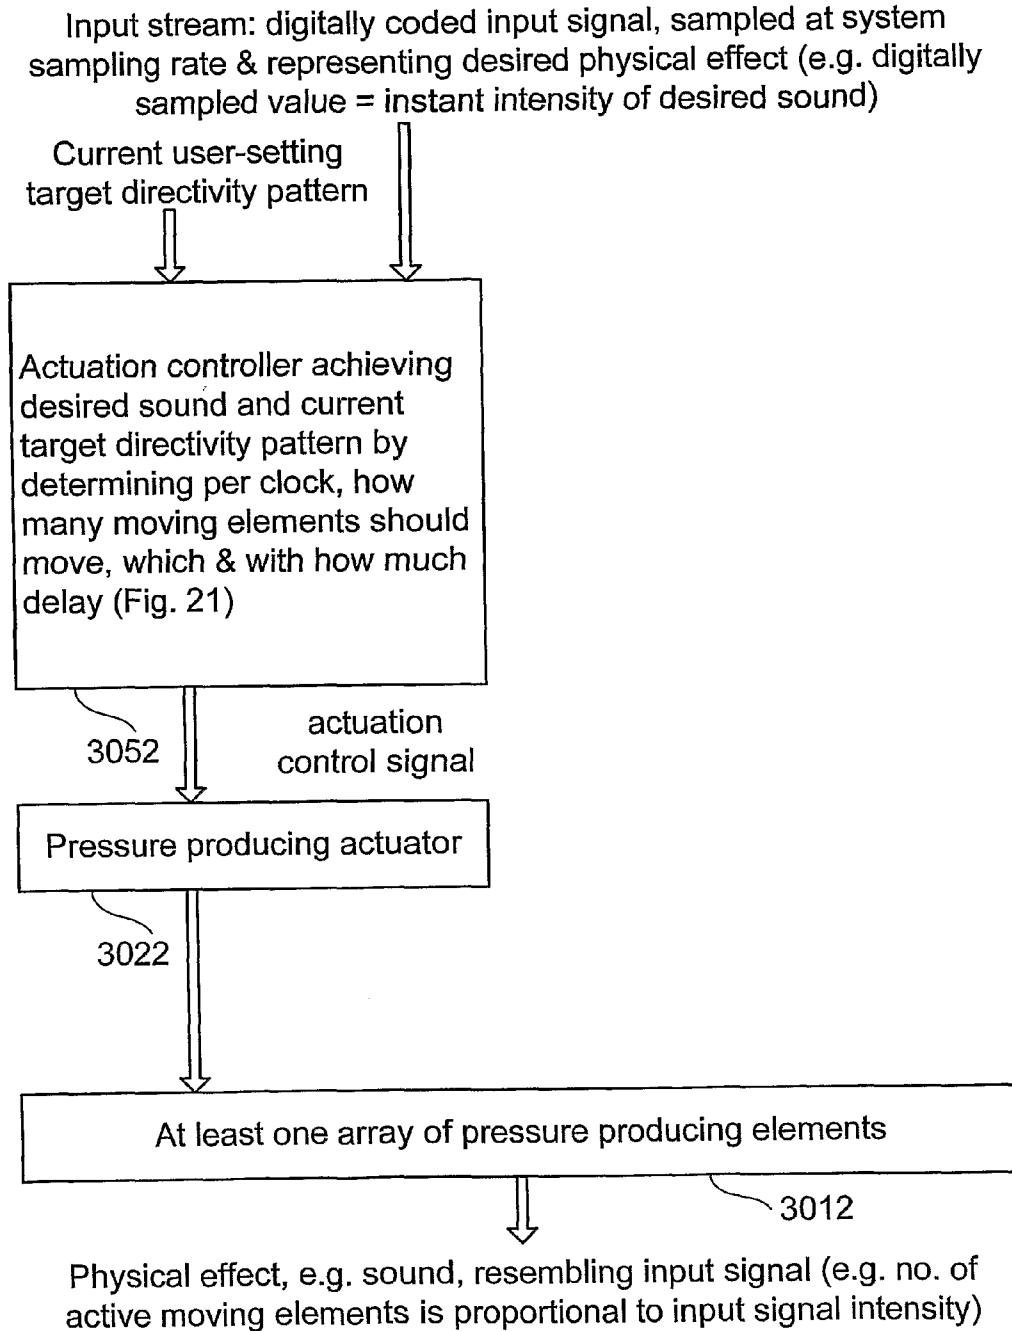 Input stream: digitally coded input signal, sampled at system
sampling rate & representing desired physical effect (e.g. digitally
sampled value = instant intensity of desired sound)
Current user-setting
target directivity pattern
Actuation controller achieving
desired sound and current
target directivity pattern by
determining per clock, how
many moving elements should
move, which & with how much
delay (Fig. 21)
3052
actuation
control signal
Pressure producing actuator
3022
At least one array of pressure producing elements
3012
Physical effect, e.g. sound, resembling input signal (e.g. no. of
active moving elements is proportional to input signal intensity)